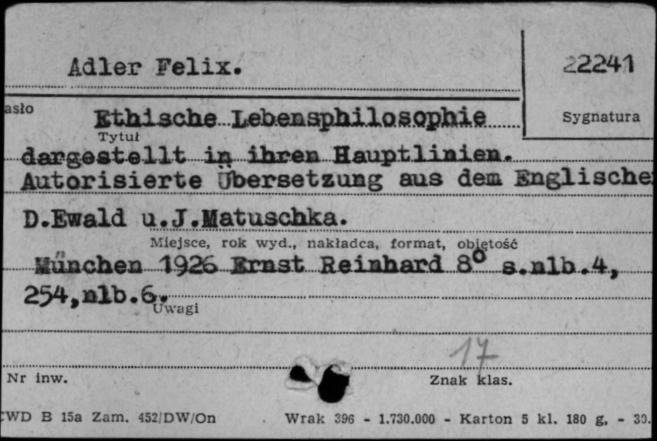 Adler Felix.
22241
asło
Ethische Lebensphilosophie
Sygnatura
Tytuł
dargestellt in ihren Hauptlinien.
Autorisierte Übersetzung aus dem Englische
D.Ewald u.J.Matuschka.
Miejsce, rok wyd., nakładca, format, objętość
München 1926 Ernst Reinhard 8° s.nlb.4,
254,nlb.6.
Uwagi
17
Nr inw.
Znak klas.
CWD B 15a Zam. 452/DW/On Wrak 396 - 1.730.000 - Karton 5 kl. 180 g. - 30.